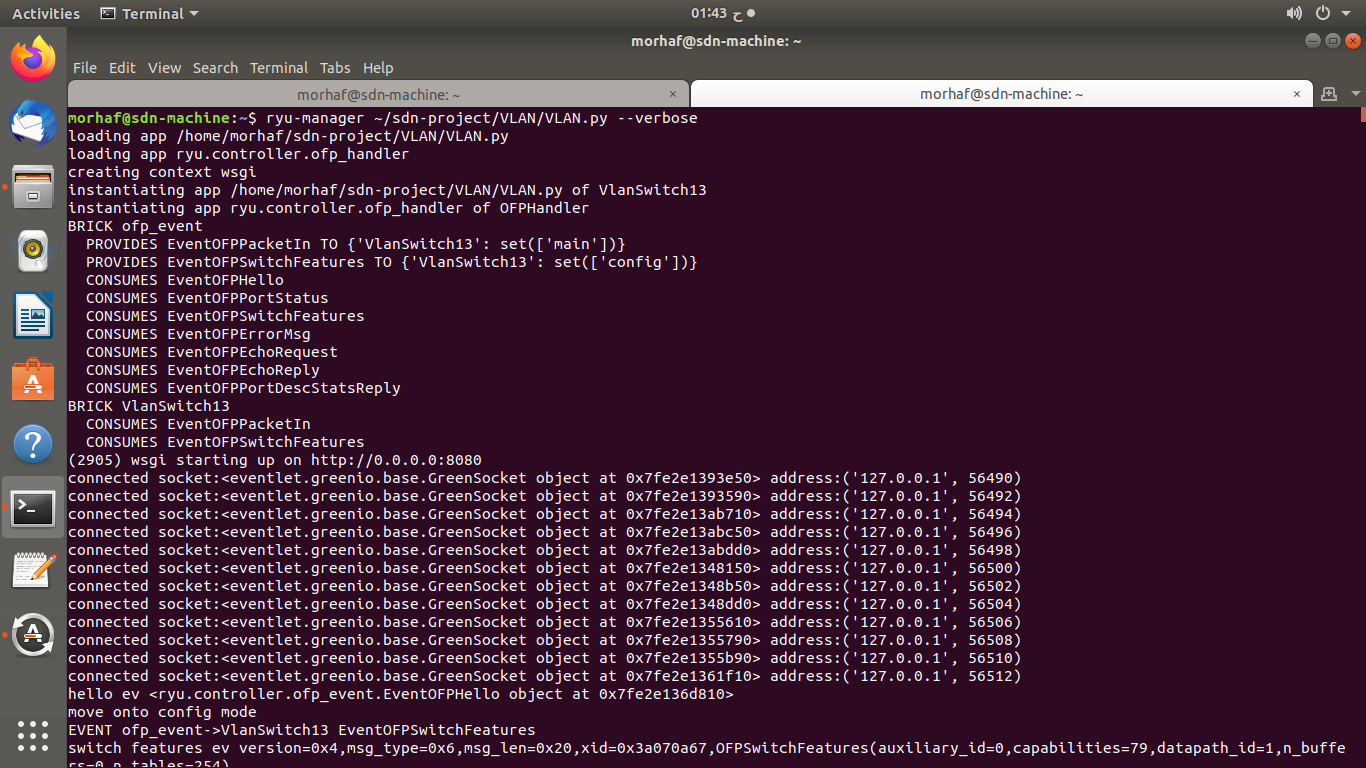 Activities Terminal 01:43 ح
morhaf@sdn-machine: ~
File Edit View Search Terminal Tabs Help
morhaf@sdn-machine: ~ × morhaf@sdn-machine: ~ ×
morhaf@sdn-machine:~$ ryu-manager ~/sdn-project/VLAN/VLAN.py --verbose
loading app /home/morhaf/sdn-project/VLAN/VLAN.py
loading app ryu.controller.ofp_handler
creating context wsgi
instantiating app /home/morhaf/sdn-project/VLAN/VLAN.py of VlanSwitch13
instantiating app ryu.controller.ofp_handler of OFPHandler
BRICK ofp_event
  PROVIDES EventOFPPacketIn TO {'VlanSwitch13': set(['main'])}
  PROVIDES EventOFPSwitchFeatures TO {'VlanSwitch13': set(['config'])}
  CONSUMES EventOFPHello
  CONSUMES EventOFPPortStatus
  CONSUMES EventOFPSwitchFeatures
  CONSUMES EventOFPErrorMsg
  CONSUMES EventOFPEchoRequest
  CONSUMES EventOFPEchoReply
  CONSUMES EventOFPPortDescStatsReply
BRICK VlanSwitch13
  CONSUMES EventOFPPacketIn
  CONSUMES EventOFPSwitchFeatures
(2905) wsgi starting up on http://0.0.0.0:8080
connected socket:<eventlet.greenio.base.GreenSocket object at 0x7fe2e1393e50> address:('127.0.0.1', 56490)
connected socket:<eventlet.greenio.base.GreenSocket object at 0x7fe2e1393590> address:('127.0.0.1', 56492)
connected socket:<eventlet.greenio.base.GreenSocket object at 0x7fe2e13ab710> address:('127.0.0.1', 56494)
connected socket:<eventlet.greenio.base.GreenSocket object at 0x7fe2e13abc50> address:('127.0.0.1', 56496)
connected socket:<eventlet.greenio.base.GreenSocket object at 0x7fe2e13abdd0> address:('127.0.0.1', 56498)
connected socket:<eventlet.greenio.base.GreenSocket object at 0x7fe2e1348150> address:('127.0.0.1', 56500)
connected socket:<eventlet.greenio.base.GreenSocket object at 0x7fe2e1348b50> address:('127.0.0.1', 56502)
connected socket:<eventlet.greenio.base.GreenSocket object at 0x7fe2e1348dd0> address:('127.0.0.1', 56504)
connected socket:<eventlet.greenio.base.GreenSocket object at 0x7fe2e1355610> address:('127.0.0.1', 56506)
connected socket:<eventlet.greenio.base.GreenSocket object at 0x7fe2e1355790> address:('127.0.0.1', 56508)
connected socket:<eventlet.greenio.base.GreenSocket object at 0x7fe2e1355b90> address:('127.0.0.1', 56510)
connected socket:<eventlet.greenio.base.GreenSocket object at 0x7fe2e1361f10> address:('127.0.0.1', 56512)
hello ev <ryu.controller.ofp_event.EventOFPHello object at 0x7fe2e136d810>
move onto config mode
EVENT ofp_event->VlanSwitch13 EventOFPSwitchFeatures
switch features ev version=0x4,msg_type=0x6,msg_len=0x20,xid=0x3a070a67,OFPSwitchFeatures(auxiliary_id=0,capabilities=79,datapath_id=1,n_buffe
rs=0,n_tables=254)